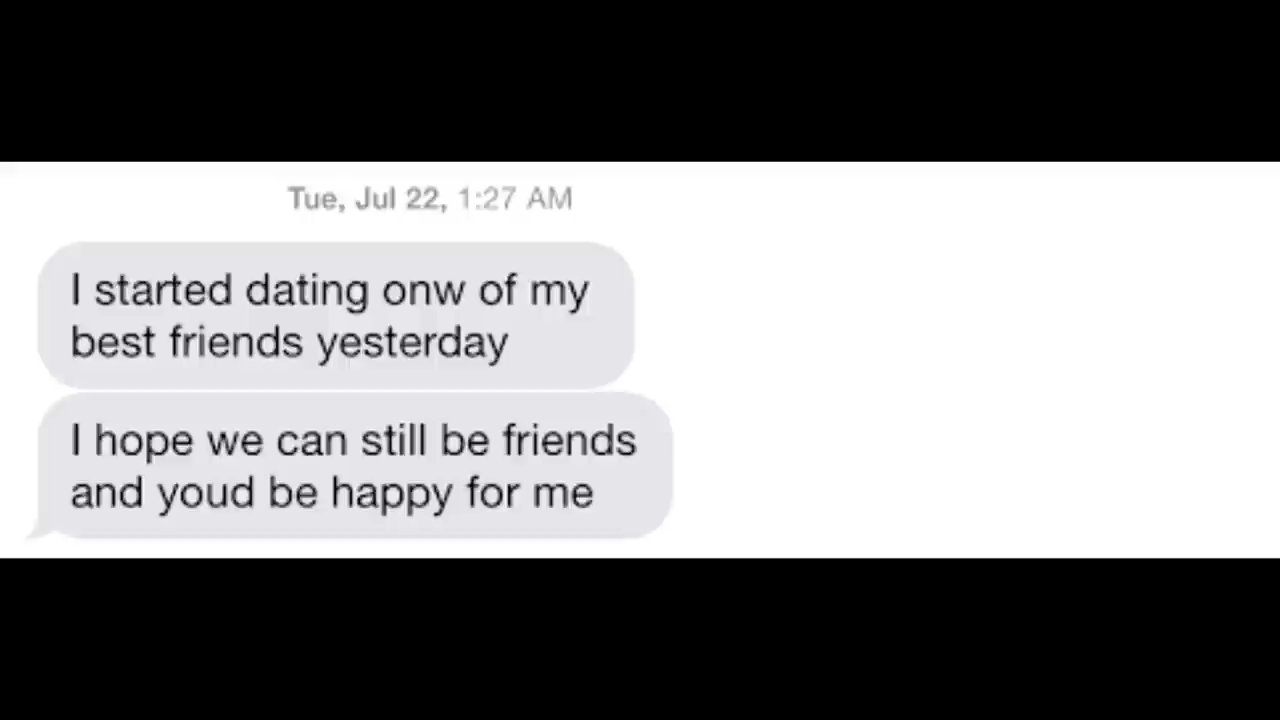 Tue, Jul 22, 1:27 AM
I started dating onw of my
best friends yesterday
I hope we can still be friends
and youd be happy for me